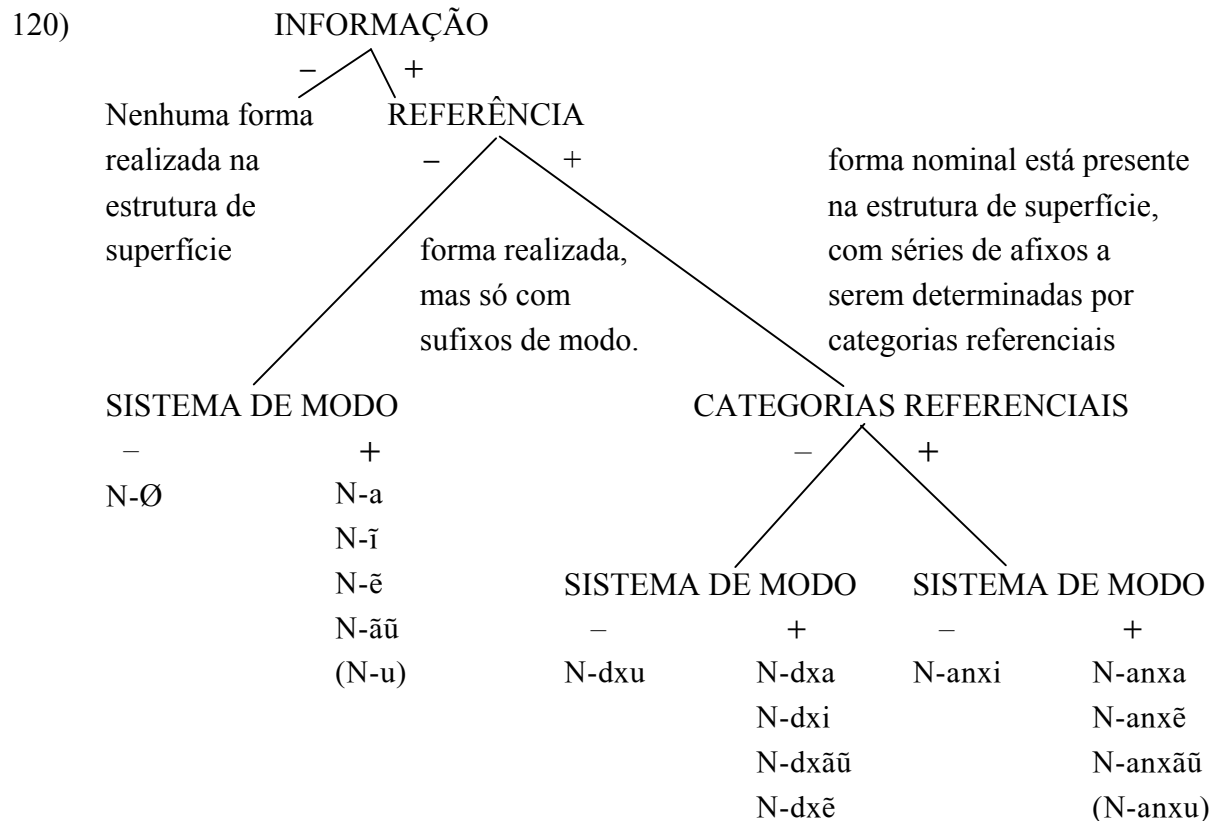 120) INFORMAÇÃO
– +
Nenhuma forma
realizada na
estrutura de
superfície
REFERÊNCIA
– +
forma realizada,
mas só com
sufixos de modo.
forma nominal está presente
na estrutura de superfície,
com séries de afixos a
serem determinadas por
categorias referenciais
SISTEMA DE MODO
– +
N-Ø
N-a
N-ĩ
N-ẽ
N-ãũ
(N-u)
CATEGORIAS REFERENCIAIS
– +
SISTEMA DE MODO
– +
N-dxu
N-dxa
N-dxi
N-dxãũ
N-dxẽ
SISTEMA DE MODO
– +
N-anxi
N-anxa
N-anxẽ
N-anxãũ
(N-anxu)